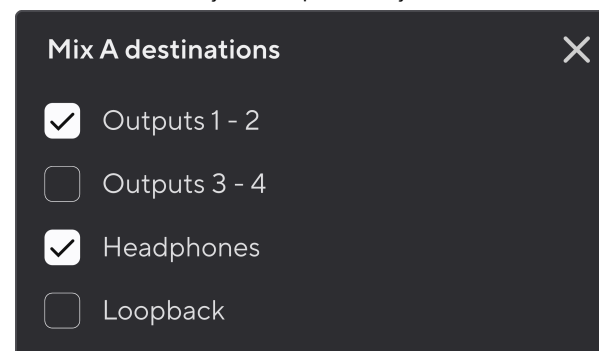 Mix A destinations
Outputs 1 - 2
Outputs 3 - 4
Headphones
Loopback